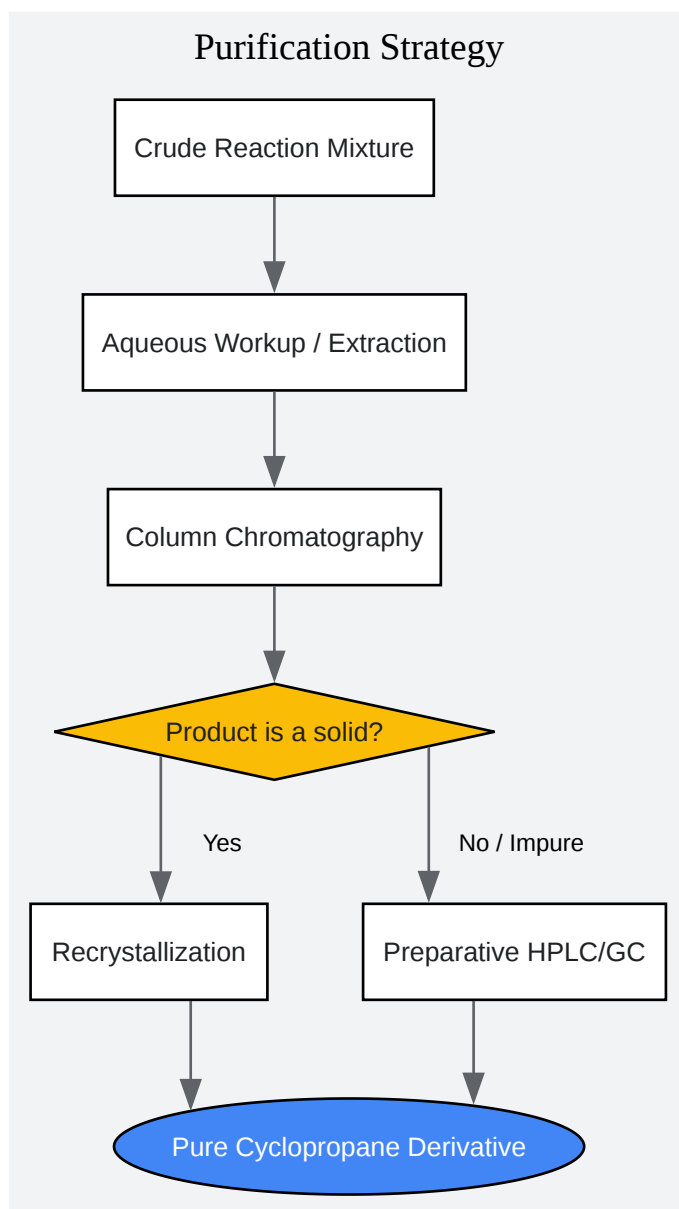 Purification Strategy
Crude Reaction Mixture
Aqueous Workup / Extraction
Column Chromatography
Product is a solid?
Yes
No / Impure
Recrystallization
Preparative HPLC/GC
Pure Cyclopropane Derivative